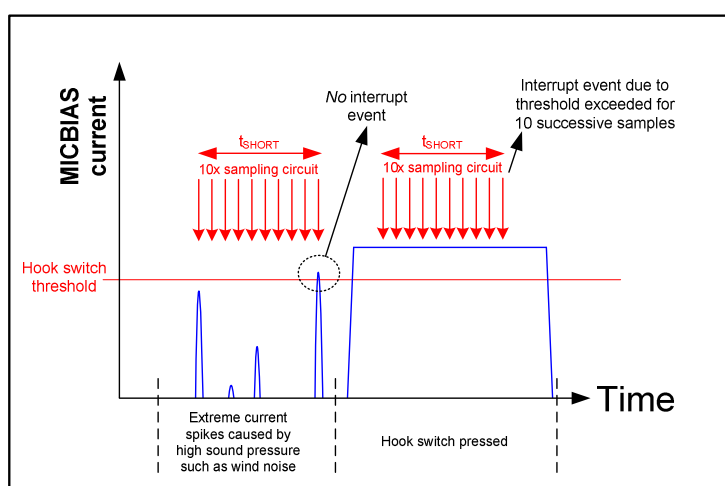 MICBIAS
current
No interrupt
event
Interrupt event due to
threshold exceeded for
10 successive samples
tSHORT
10x sampling circuit
tSHORT
10x sampling circuit
Hook switch
threshold
Time
Extreme current
spikes caused by
high sound pressure
such as wind noise
Hook switch pressed